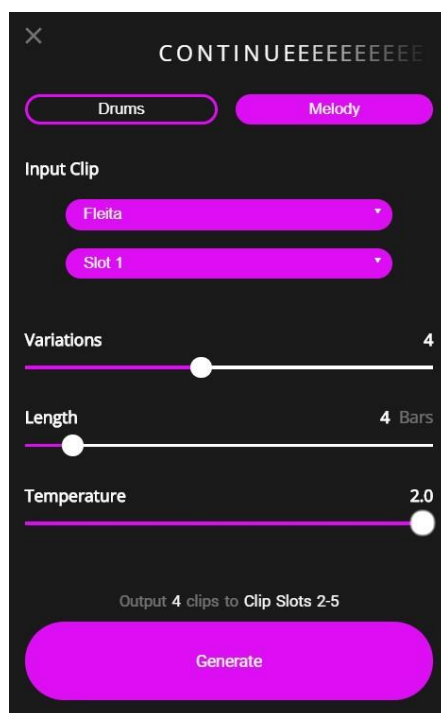 CONTINUEEEEEEEEEE
Drums Melody
Input Clip
Fleita
Slot 1
Variations 4
Length 4 Bars
Temperature 2.0
Output 4 clips to Clip Slots 2-5
Generate